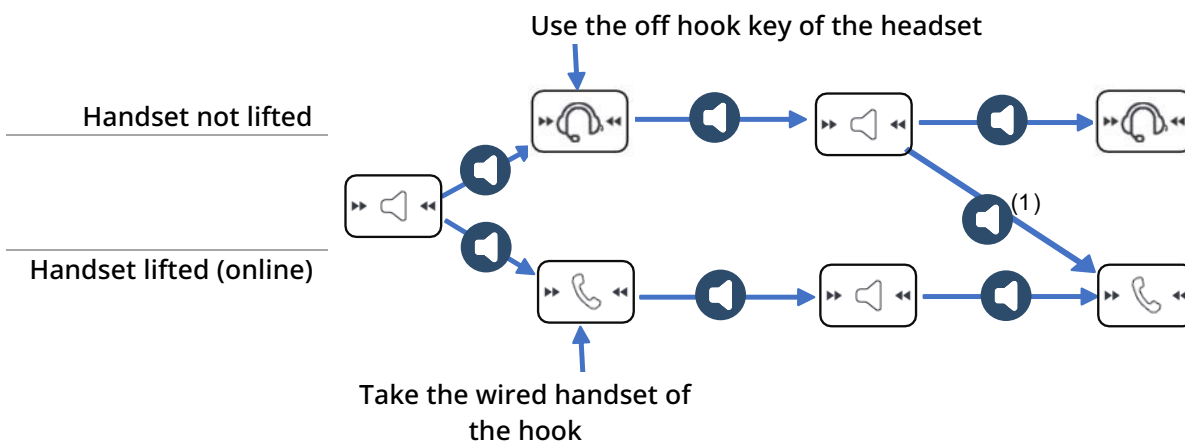 Use the off hook key of the headset
Handset not lifted
(1)
Handset lifted (online)
Take the wired handset of
the hook